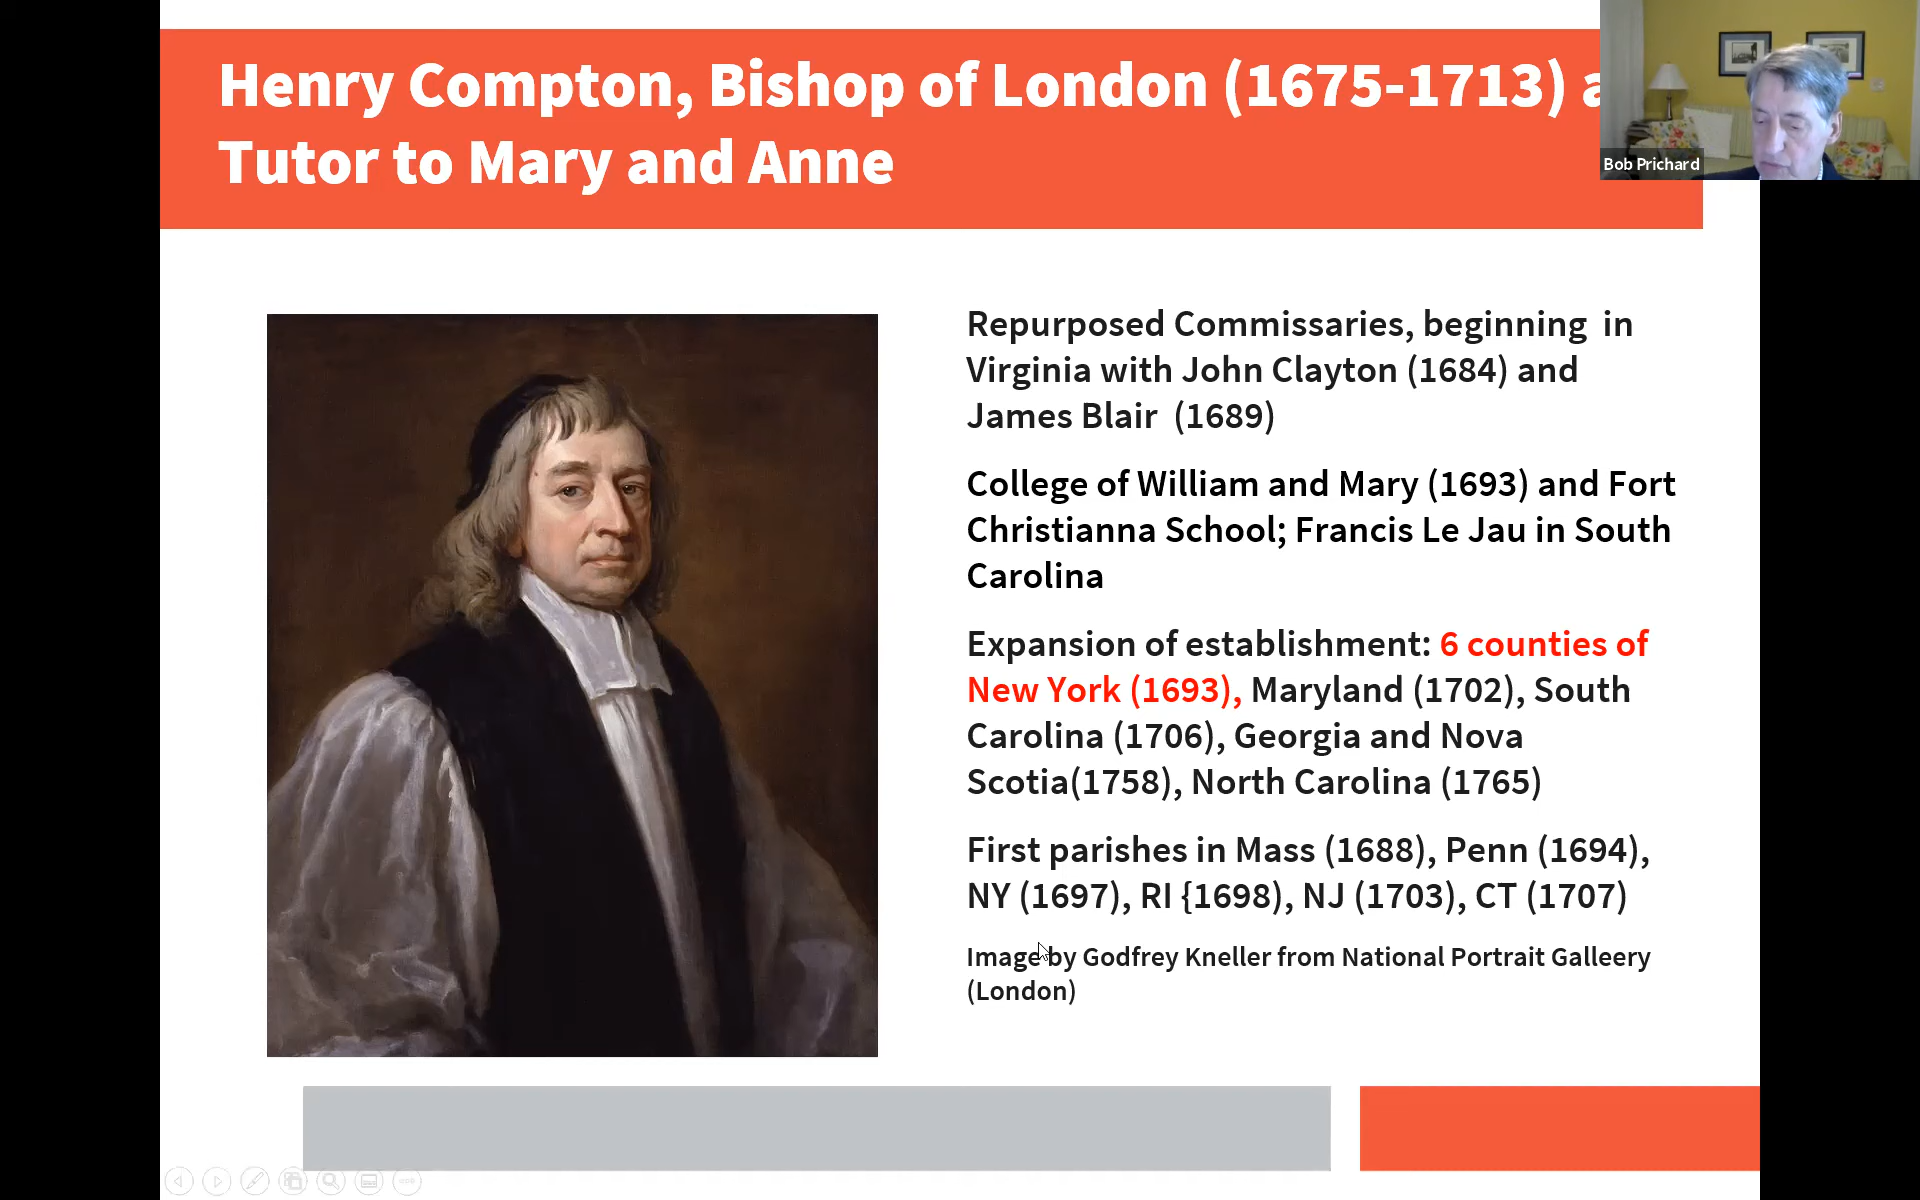 Henry Compton, Bishop of London (1675-1713) a
Tutor to Mary and Anne
Bob Prichard
Repurposed Commissaries, beginning in
Virginia with John Clayton (1684) and
James Blair (1689)
College of William and Mary (1693) and Fort
Christianna School; Francis Le Jau in South
Carolina
Expansion of establishment: 6 counties of
New York (1693), Maryland (1702), South
Carolina (1706), Georgia and Nova
Scotia(1758), North Carolina (1765)
First parishes in Mass (1688), Penn (1694),
NY (1697), RI {1698), NJ (1703), CT (1707)
Image by Godfrey Kneller from National Portrait Galleery
(London)